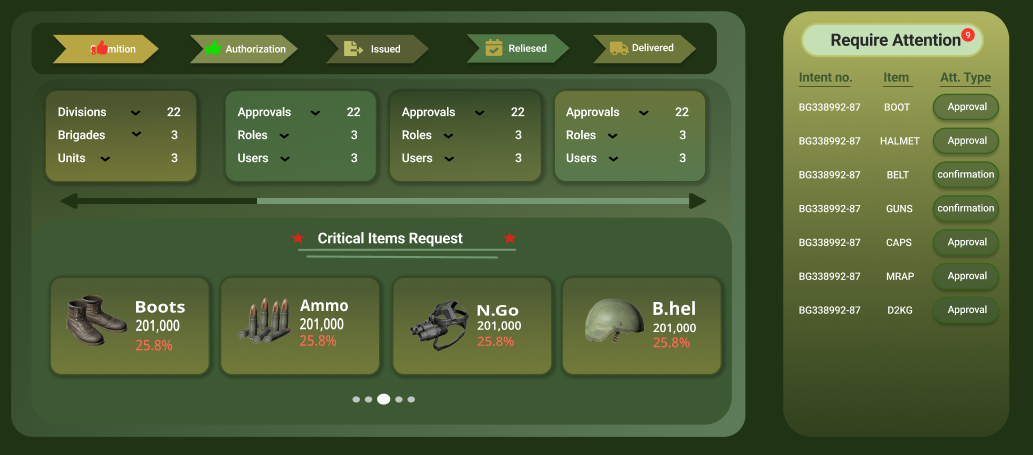 mition
Authorization
Issued
Reliesed
Delivered
Divisions 22
Brigades 3
Units 3
Approvals 22
Roles 3
Users 3
Approvals 22
Roles 3
Users 3
Approvals 22
Roles 3
Users 3
Critical Items Request
Boots
201,000
25.8%
Ammo
201,000
25.8%
N.Go
201,000
25.8%
B.hel
201,000
25.8%
Require Attention 9
Intent no. Item Att. Type
BG338992-87 BOOT Approval
BG338992-87 HALMET Approval
BG338992-87 BELT confirmation
BG338992-87 GUNS confirmation
BG338992-87 CAPS Approval
BG338992-87 MRAP Approval
BG338992-87 D2KG Approval